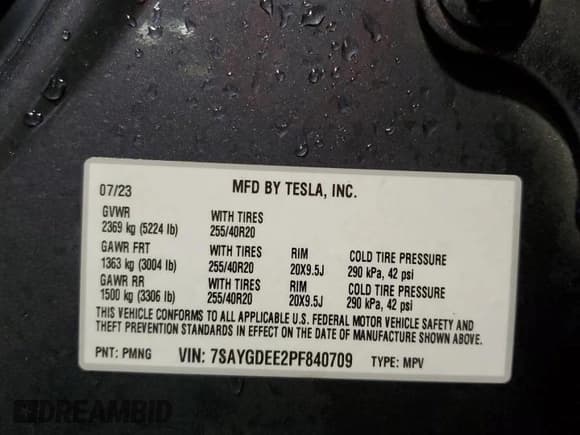 07/23 MFD BY TESLA, INC.
GVWR WITH TIRES
2369 kg (5224 lb) 255/40R20
GAWR FRT WITH TIRES RIM COLD TIRE PRESSURE
1363 kg (3004 lb) 255/40R20 20X9.5J 290 kPa, 42 psi
GAWR RR WITH TIRES RIM COLD TIRE PRESSURE
1500 kg (3306 lb) 255/40R20 20X9.5J 290 kPa, 42 psi
THIS VEHICLE CONFORMS TO ALL APPLICABLE U.S. FEDERAL MOTOR VEHICLE SAFETY AND
THEFT PREVENTION STANDARDS IN EFFECT ON THE DATE OF MANUFACTURE SHOWN ABOVE.
PNT: PMNG VIN: 7SAYGDEE2PF840709 TYPE: MPV
DREAMBID